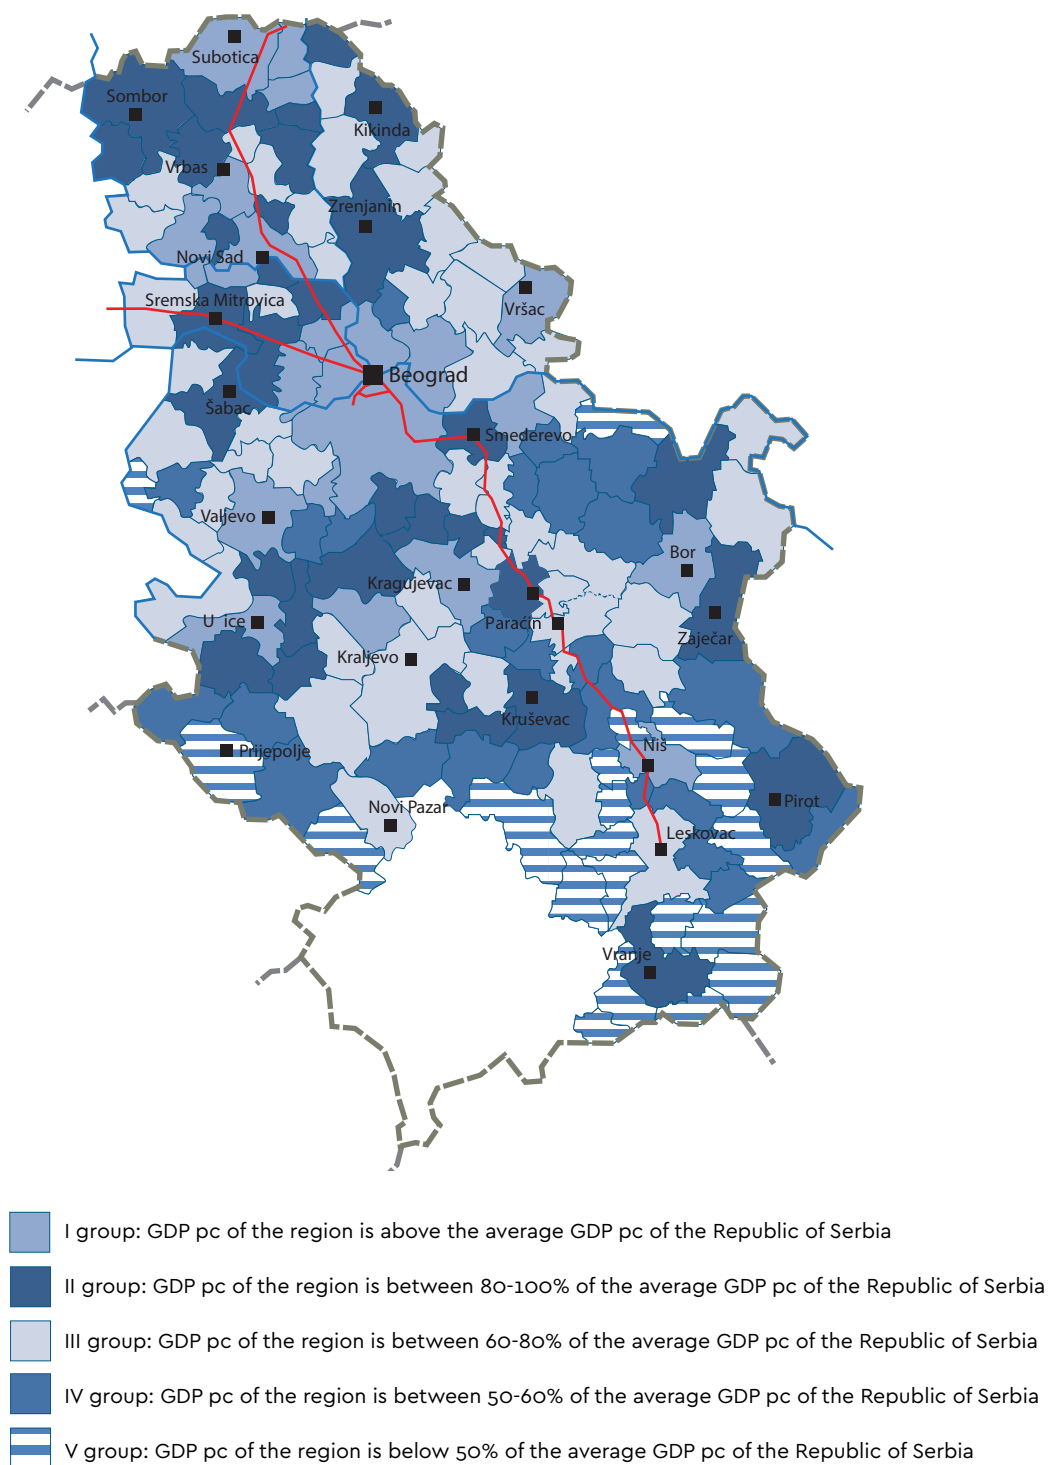 Subotica
Sombor
Kikinda
Vrbas
Zrenjanin
Novi Sad
Sremska Mitrovica
Vršac
Beograd
Šabac
Smederevo
Valjevo
Bor
Kragujevac
U ice
Paraćin
Zaječar
Kraljevo
Kruševac
Niš
Prijepolje
Pirot
Novi Pazar
Leskovac
Vranje
I group: GDP pc of the region is above the average GDP pc of the Republic of Serbia
II group: GDP pc of the region is between 80-100% of the average GDP pc of the Republic of Serbia
III group: GDP pc of the region is between 60-80% of the average GDP pc of the Republic of Serbia
IV group: GDP pc of the region is between 50-60% of the average GDP pc of the Republic of Serbia
V group: GDP pc of the region is below 50% of the average GDP pc of the Republic of Serbia